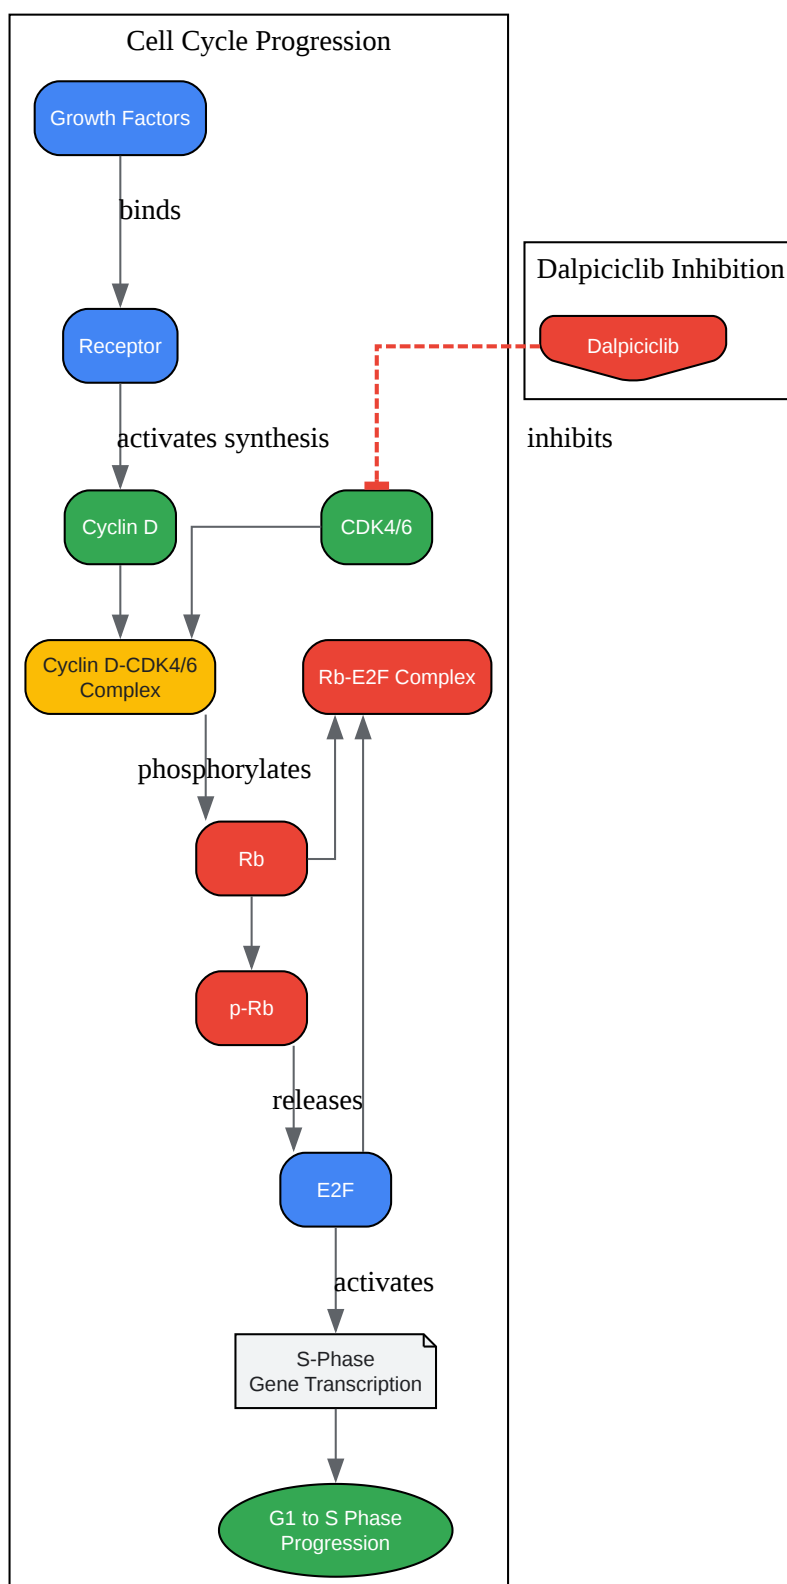 Cell Cycle Progression
Growth Factors
binds
Dalpiciclib Inhibition
Receptor
Dalpiciclib
activates synthesis
inhibits
Cyclin D
CDK4/6
Cyclin D-CDK4/6
Complex
Rb-E2F Complex
phosphorylates
Rb
p-Rb
releases
E2F
activates
S-Phase
Gene Transcription
G1 to S Phase
Progression